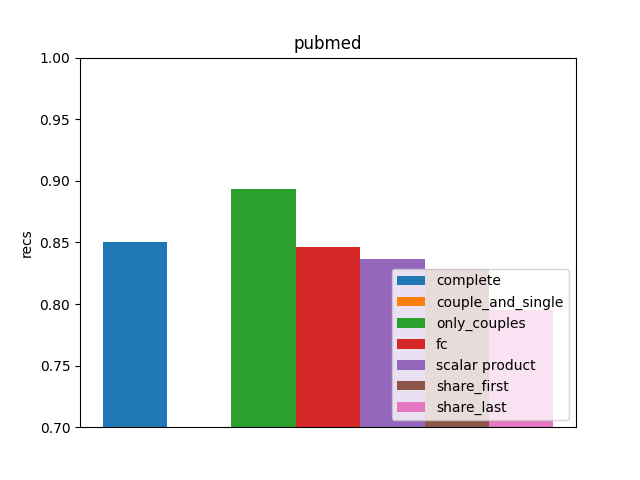 pubmed
1.00
0.95
0.90
0.85
0.80
0.75
0.70
recs
complete
couple_and_single
only_couples
fc
scalar product
share_first
share_last